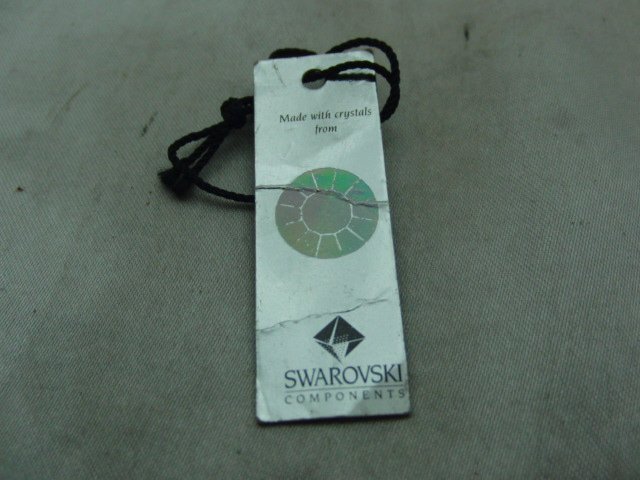 Made with crystals
from
SWAROVSKI
COMPONENTS